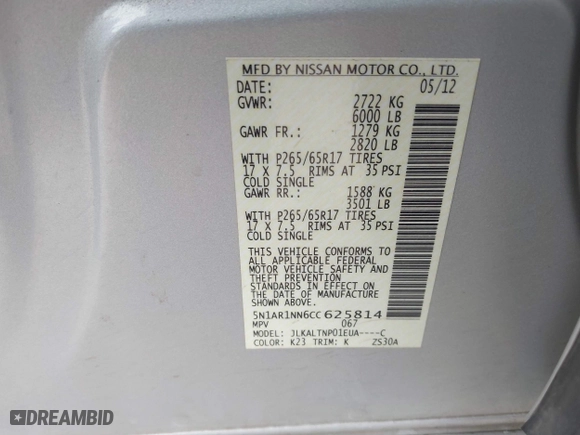 MFD BY NISSAN MOTOR CO., LTD.
DATE: 05/12
GVWR: 2722 KG
6000 LB
GAWR FR.: 1279 KG
2820 LB
WITH P265/65R17 TIRES
17 X 7.5 RIMS AT 35 PSI
COLD SINGLE
GAWR RR.: 1588 KG
3501 LB
WITH P265/65R17 TIRES
17 X 7.5 RIMS AT 35 PSI
COLD SINGLE
THIS VEHICLE CONFORMS TO
ALL APPLICABLE FEDERAL
MOTOR VEHICLE SAFETY AND
THEFT PREVENTION
STANDARDS IN EFFECT ON
THE DATE OF MANUFACTURE
SHOWN ABOVE.
5N1AR1NN6CC 625814
MPV 067
MODEL: JLKALTNP01EUA----C
COLOR: K23 TRIM: K ZS30A
DREAMBID